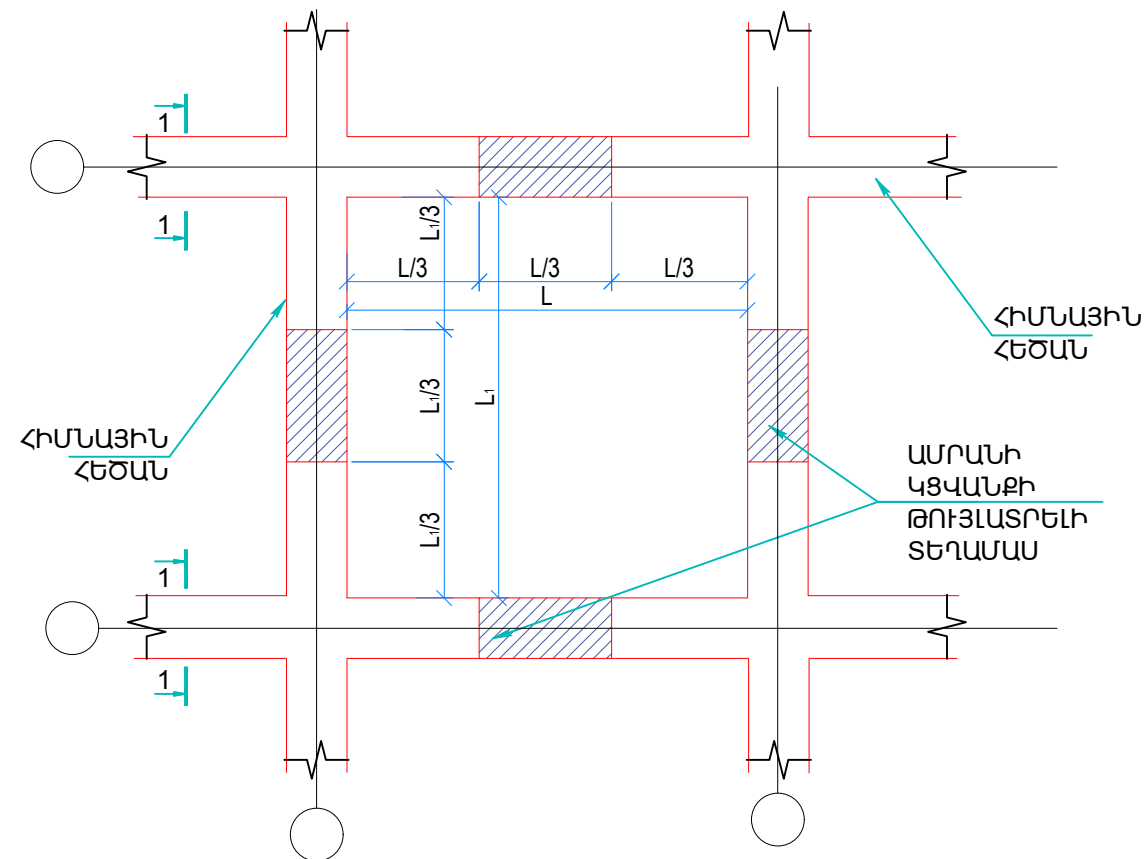 1
1
L₁/3
L/3
L/3
L/3
L
ՀԻՄՆԱՅԻՆ
ՀԵԾԱՆ
L₁/3
L₁
ՀԻՄՆԱՅԻՆ
ՀԵԾԱՆ
ԱՄՐԱՆԻ
ԿՑՎԱՆՔԻ
ԹՈՒՅԼԱՏՐԵԼԻ
ՏԵՂԱՄԱՍ
L₁/3
1
1